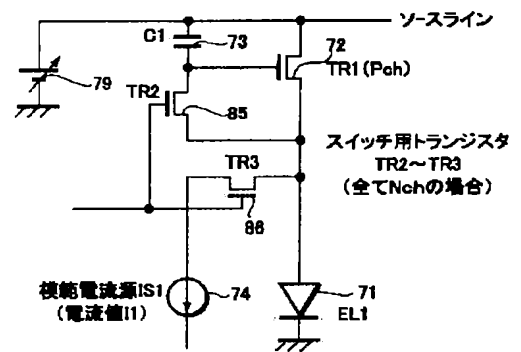 ソースライン
C1
73
72
TR1(Pch)
79
TR2
85
スイッチ用トランジスタ
TR2~TR3
(全てNchの場合)
TR3
86
模範電流源IS1
(電流値I1)
74
71
EL1